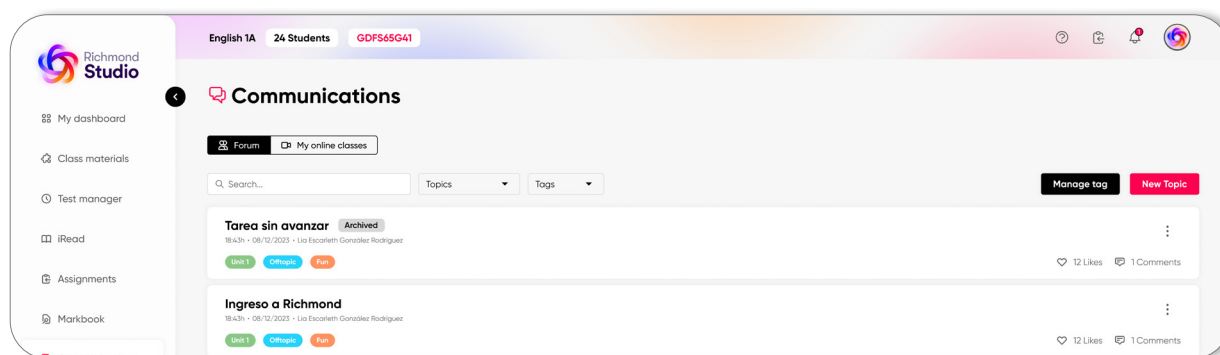 English 1A 24 Students GDFS65G41
Richmond
Studio
Communications
My dashboard
Forum My online classes
Class materials
Search... Topics Tags Manage tag New Topic
Test manager
Tarea sin avanzar Archived
18:43h • 08/12/2023 • Lia Escarleth González Rodríguez
iRead
Unit 1 Offtopic Fun 12 Likes 1 Comments
Assignments
Ingreso a Richmond
18:43h • 08/12/2023 • Lia Escarleth González Rodríguez
Markbook
Unit 1 Offtopic Fun 12 Likes 1 Comments